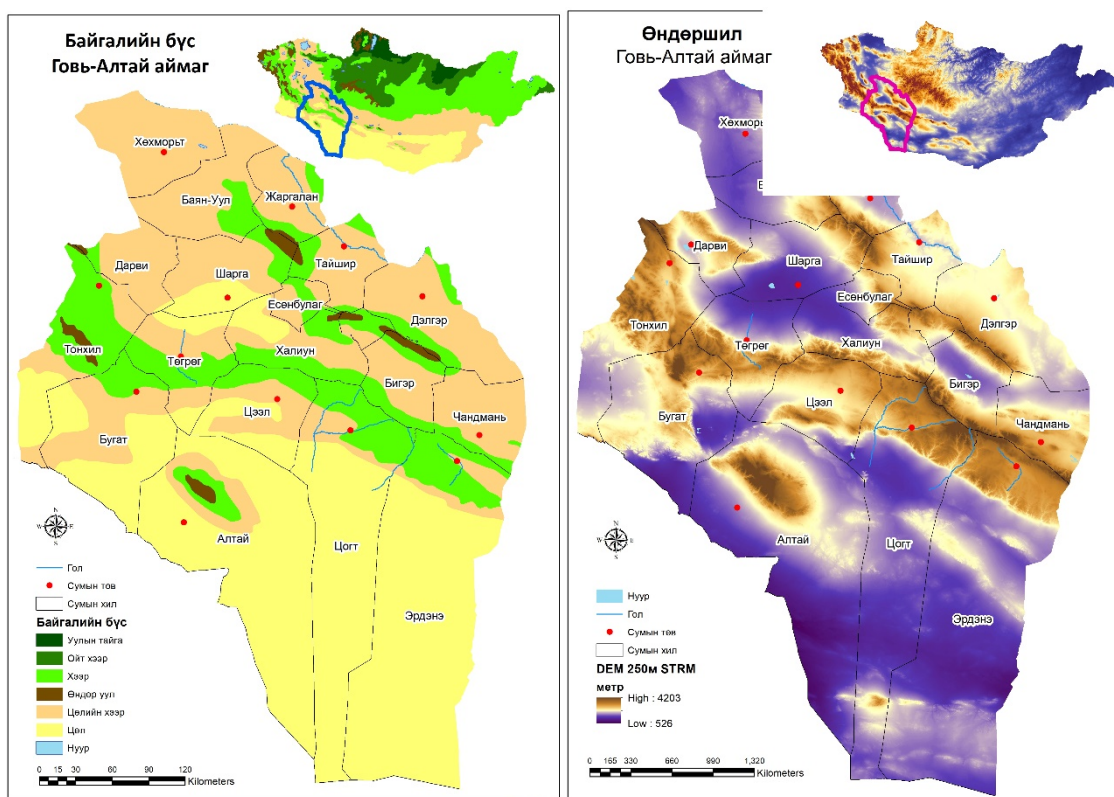 Байгалийн бүс
Говь-Алтай аймаг
Хөхморьт
Баян-Уул
Жаргалан
Дарви
Шарга
Тайшир
Есөнбулаг
Дэлгэр
Тонхил
Төгрөг
Халиун
Бигэр
Цээл
Чандмань
Бугат
Алтай
Цогт
Эрдэнэ
N
W
E
S
Гол
Сумын төв
Сумын хил
Байгалийн бүс
Уулын тайга
Ойт хээр
Хээр
Өндөр уул
Цөлийн хээр
Цөл
Нуур
0 15 30 60 90 120
Kilometers
Өндөршил
Говь-Алтай аймаг
Хөхморьт
Дарви
Шарга
Тайшир
Есөнбулаг
Дэлгэр
Тонхил
Төгрөг
Халиун
Бигэр
Цээл
Чандмань
Бугат
Алтай
Цогт
Эрдэнэ
N
W
E
S
Нуур
Гол
Сумын төв
Сумын хил
DEM 250м STRM
метр
High : 4203
Low : 526
0 165 330 660 990 1,320
Kilometers